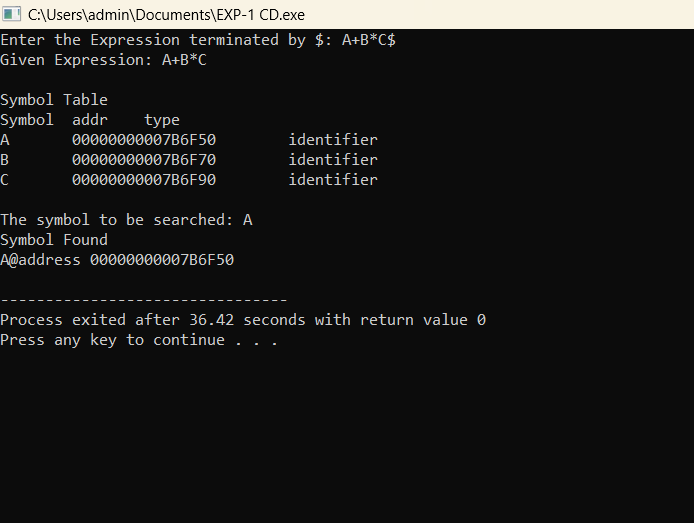 C:\Users\admin\Documents\EXP-1 CD.exe
Enter the Expression terminated by $: A+B*C$
Given Expression: A+B*C
Symbol Table
Symbol  addr    type
A       00000000007B6F50        identifier
B       00000000007B6F70        identifier
C       00000000007B6F90        identifier
The symbol to be searched: A
Symbol Found
A@address 00000000007B6F50
--------------------------------
Process exited after 36.42 seconds with return value 0
Press any key to continue . . .